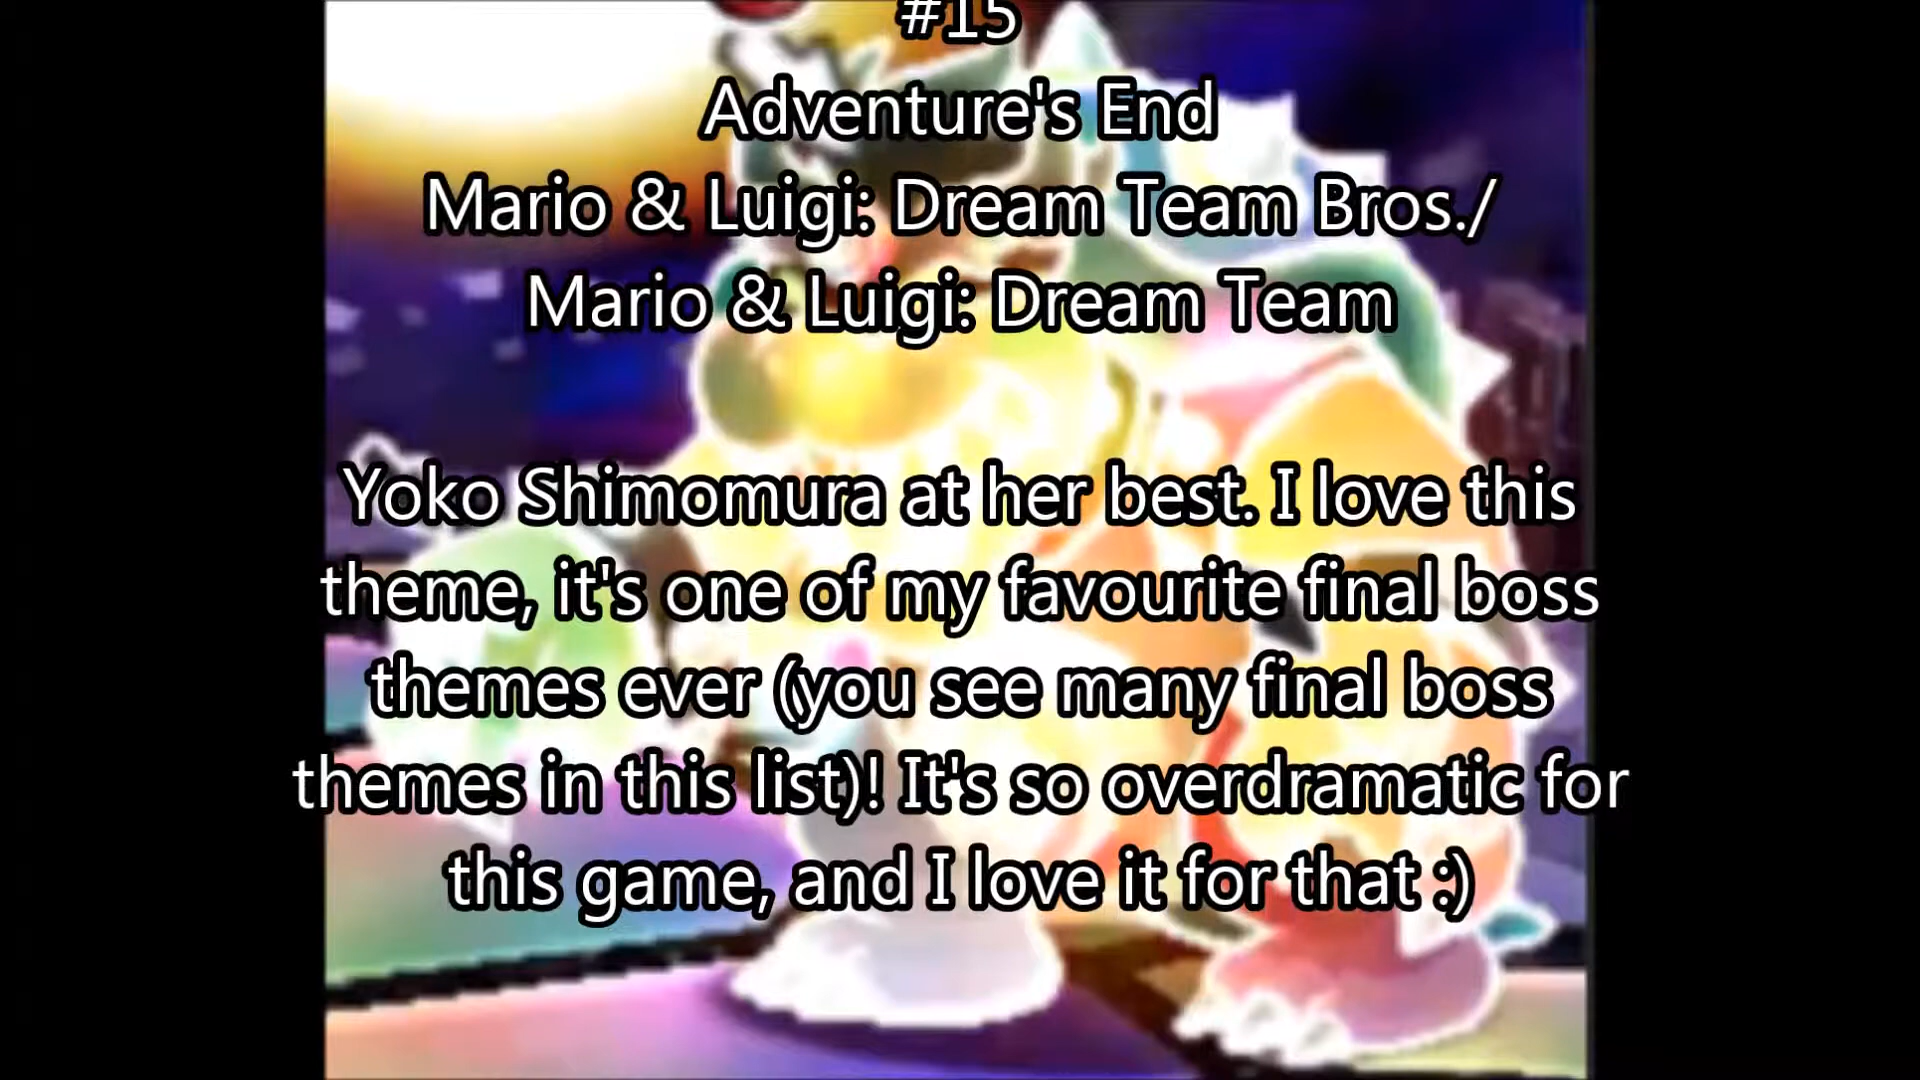 #15
Adventure's End
Mario & Luigi: Dream Team Bros./
Mario & Luigi: Dream Team
Yoko Shimomura at her best. I love this
theme, it's one of my favourite final boss
themes ever (you see many final boss
themes in this list)! It's so overdramatic for
this game, and I love it for that :)